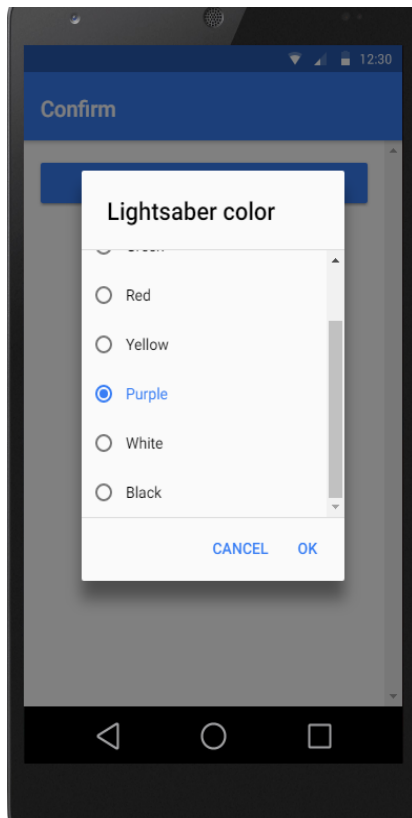 12:30
Confirm
Lightsaber color
Red
Yellow
Purple
White
Black
CANCEL OK